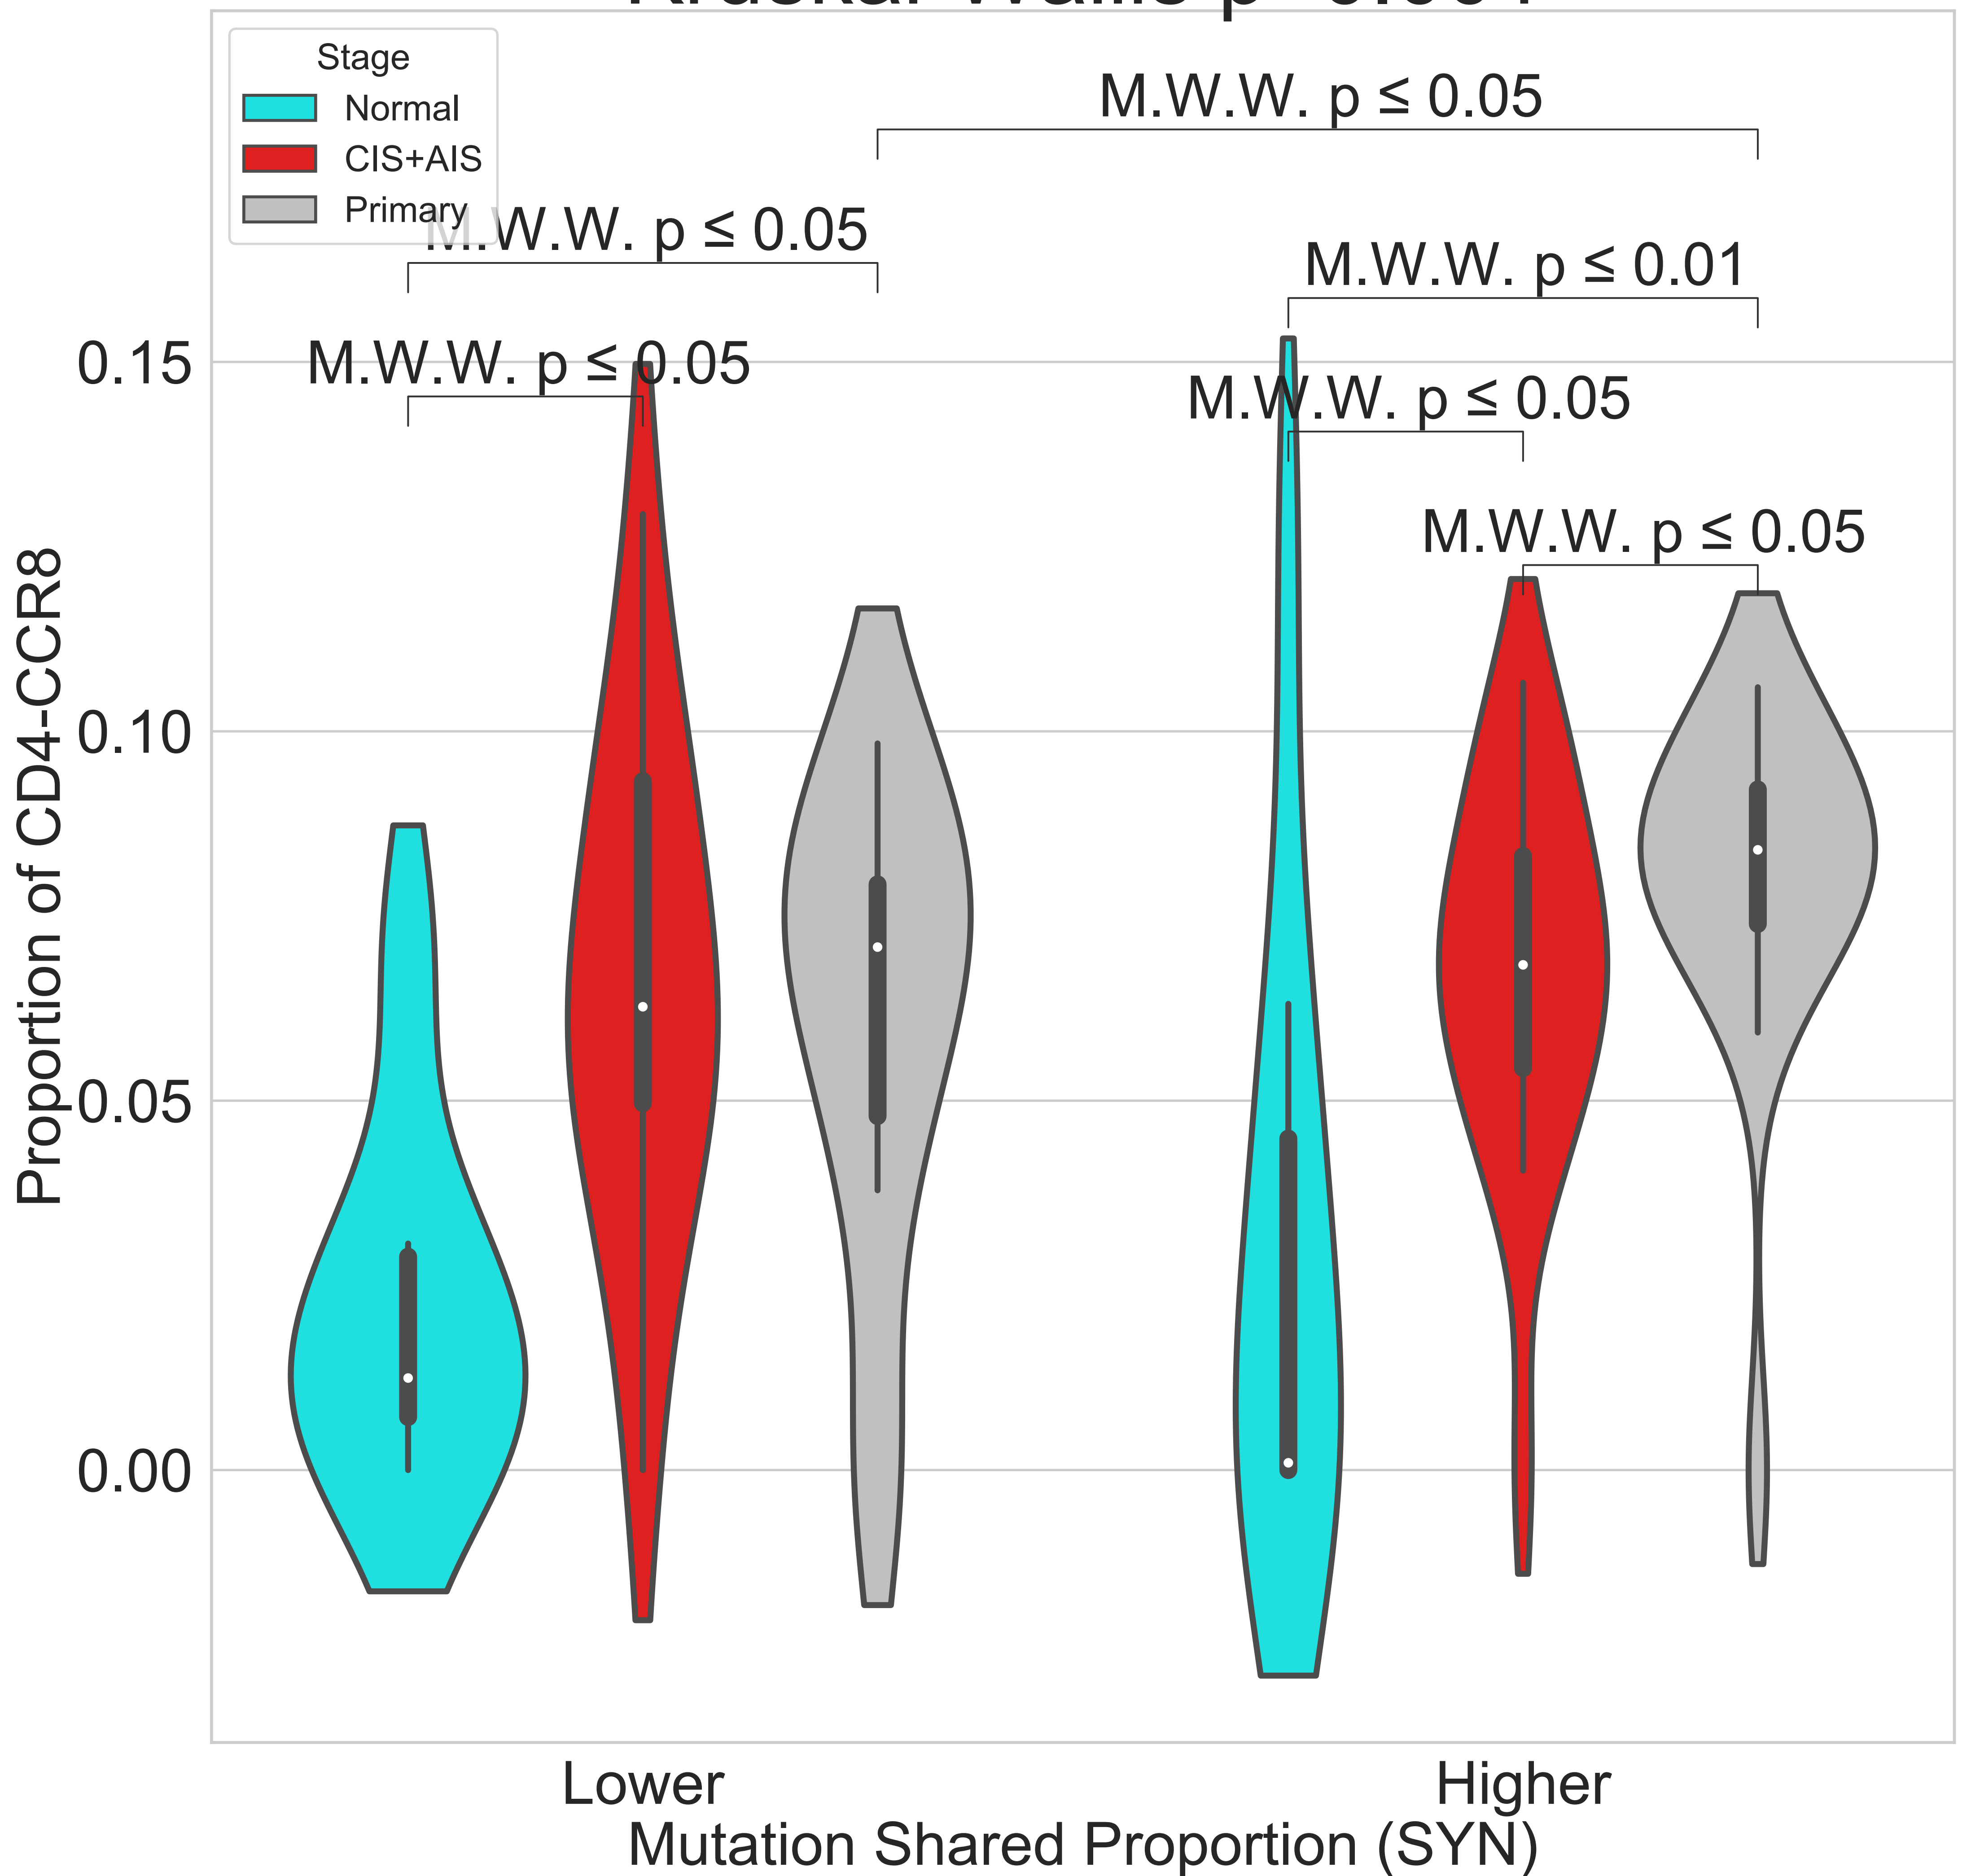 Stage
Normal
CIS+AIS
Primary
M.W.W. p ≤ 0.05
M.W.W. p ≤ 0.05
M.W.W. p ≤ 0.01
M.W.W. p ≤ 0.05
M.W.W. p ≤ 0.05
M.W.W. p ≤ 0.05
0.15
0.10
0.05
0.00
Proportion of CD4-CCR8
Lower
Higher
Mutation Shared Proportion (SYN)